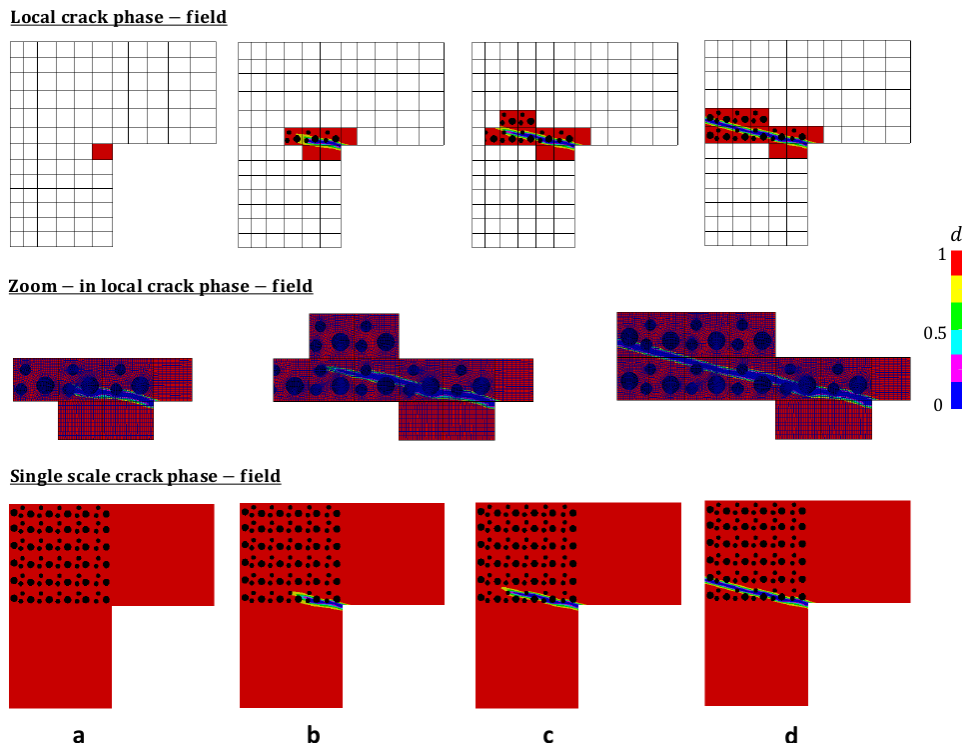 Local crack phase – field
d
1
Zoom – in local crack phase – field
0.5
0
Single scale crack phase – field
a b c d